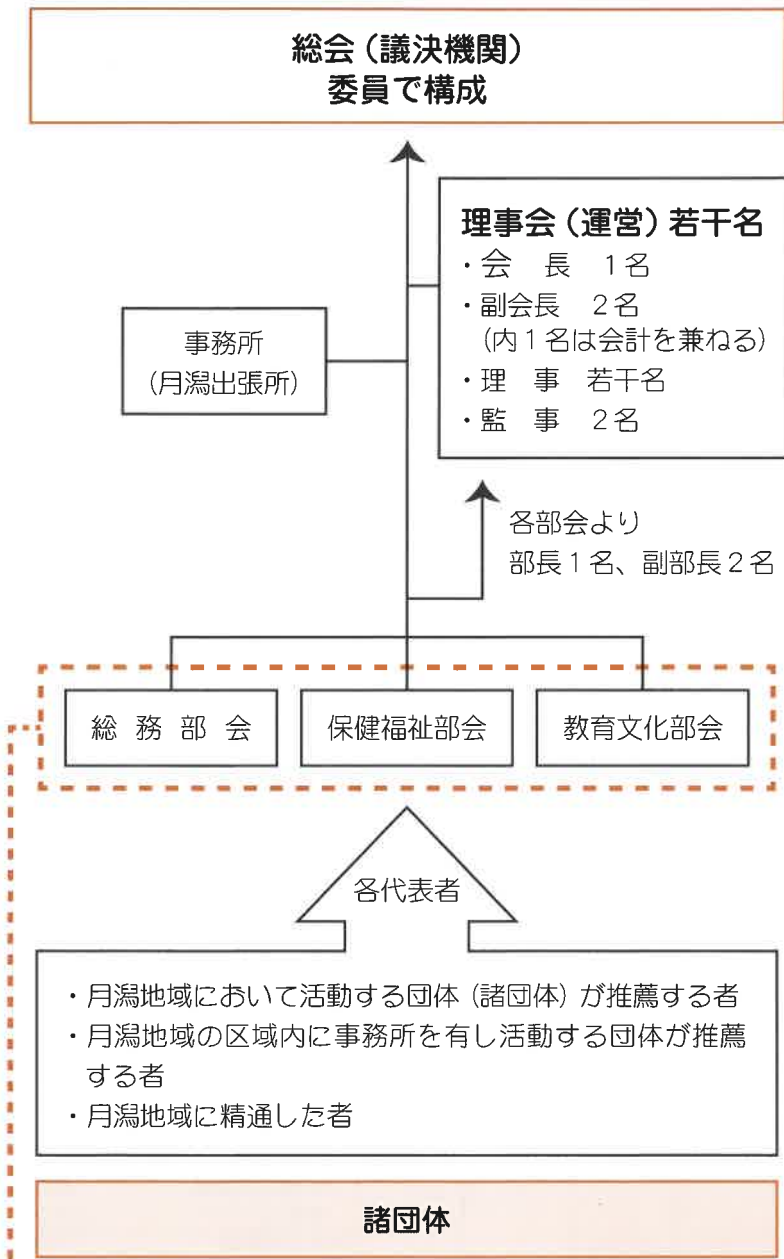 総会（議決機関）
委員で構成
理事会（運営）若干名
・会　長　１名
・副会長　２名
（内１名は会計を兼ねる）
・理　事　若干名
・監　事　２名
事務所
（月潟出張所）
各部会より
部長１名、副部長２名
総 務 部 会
保健福祉部会
教育文化部会
各代表者
・月潟地域において活動する団体（諸団体）が推薦する者
・月潟地域の区域内に事務所を有し活動する団体が推薦
する者
・月潟地域に精通した者
諸団体